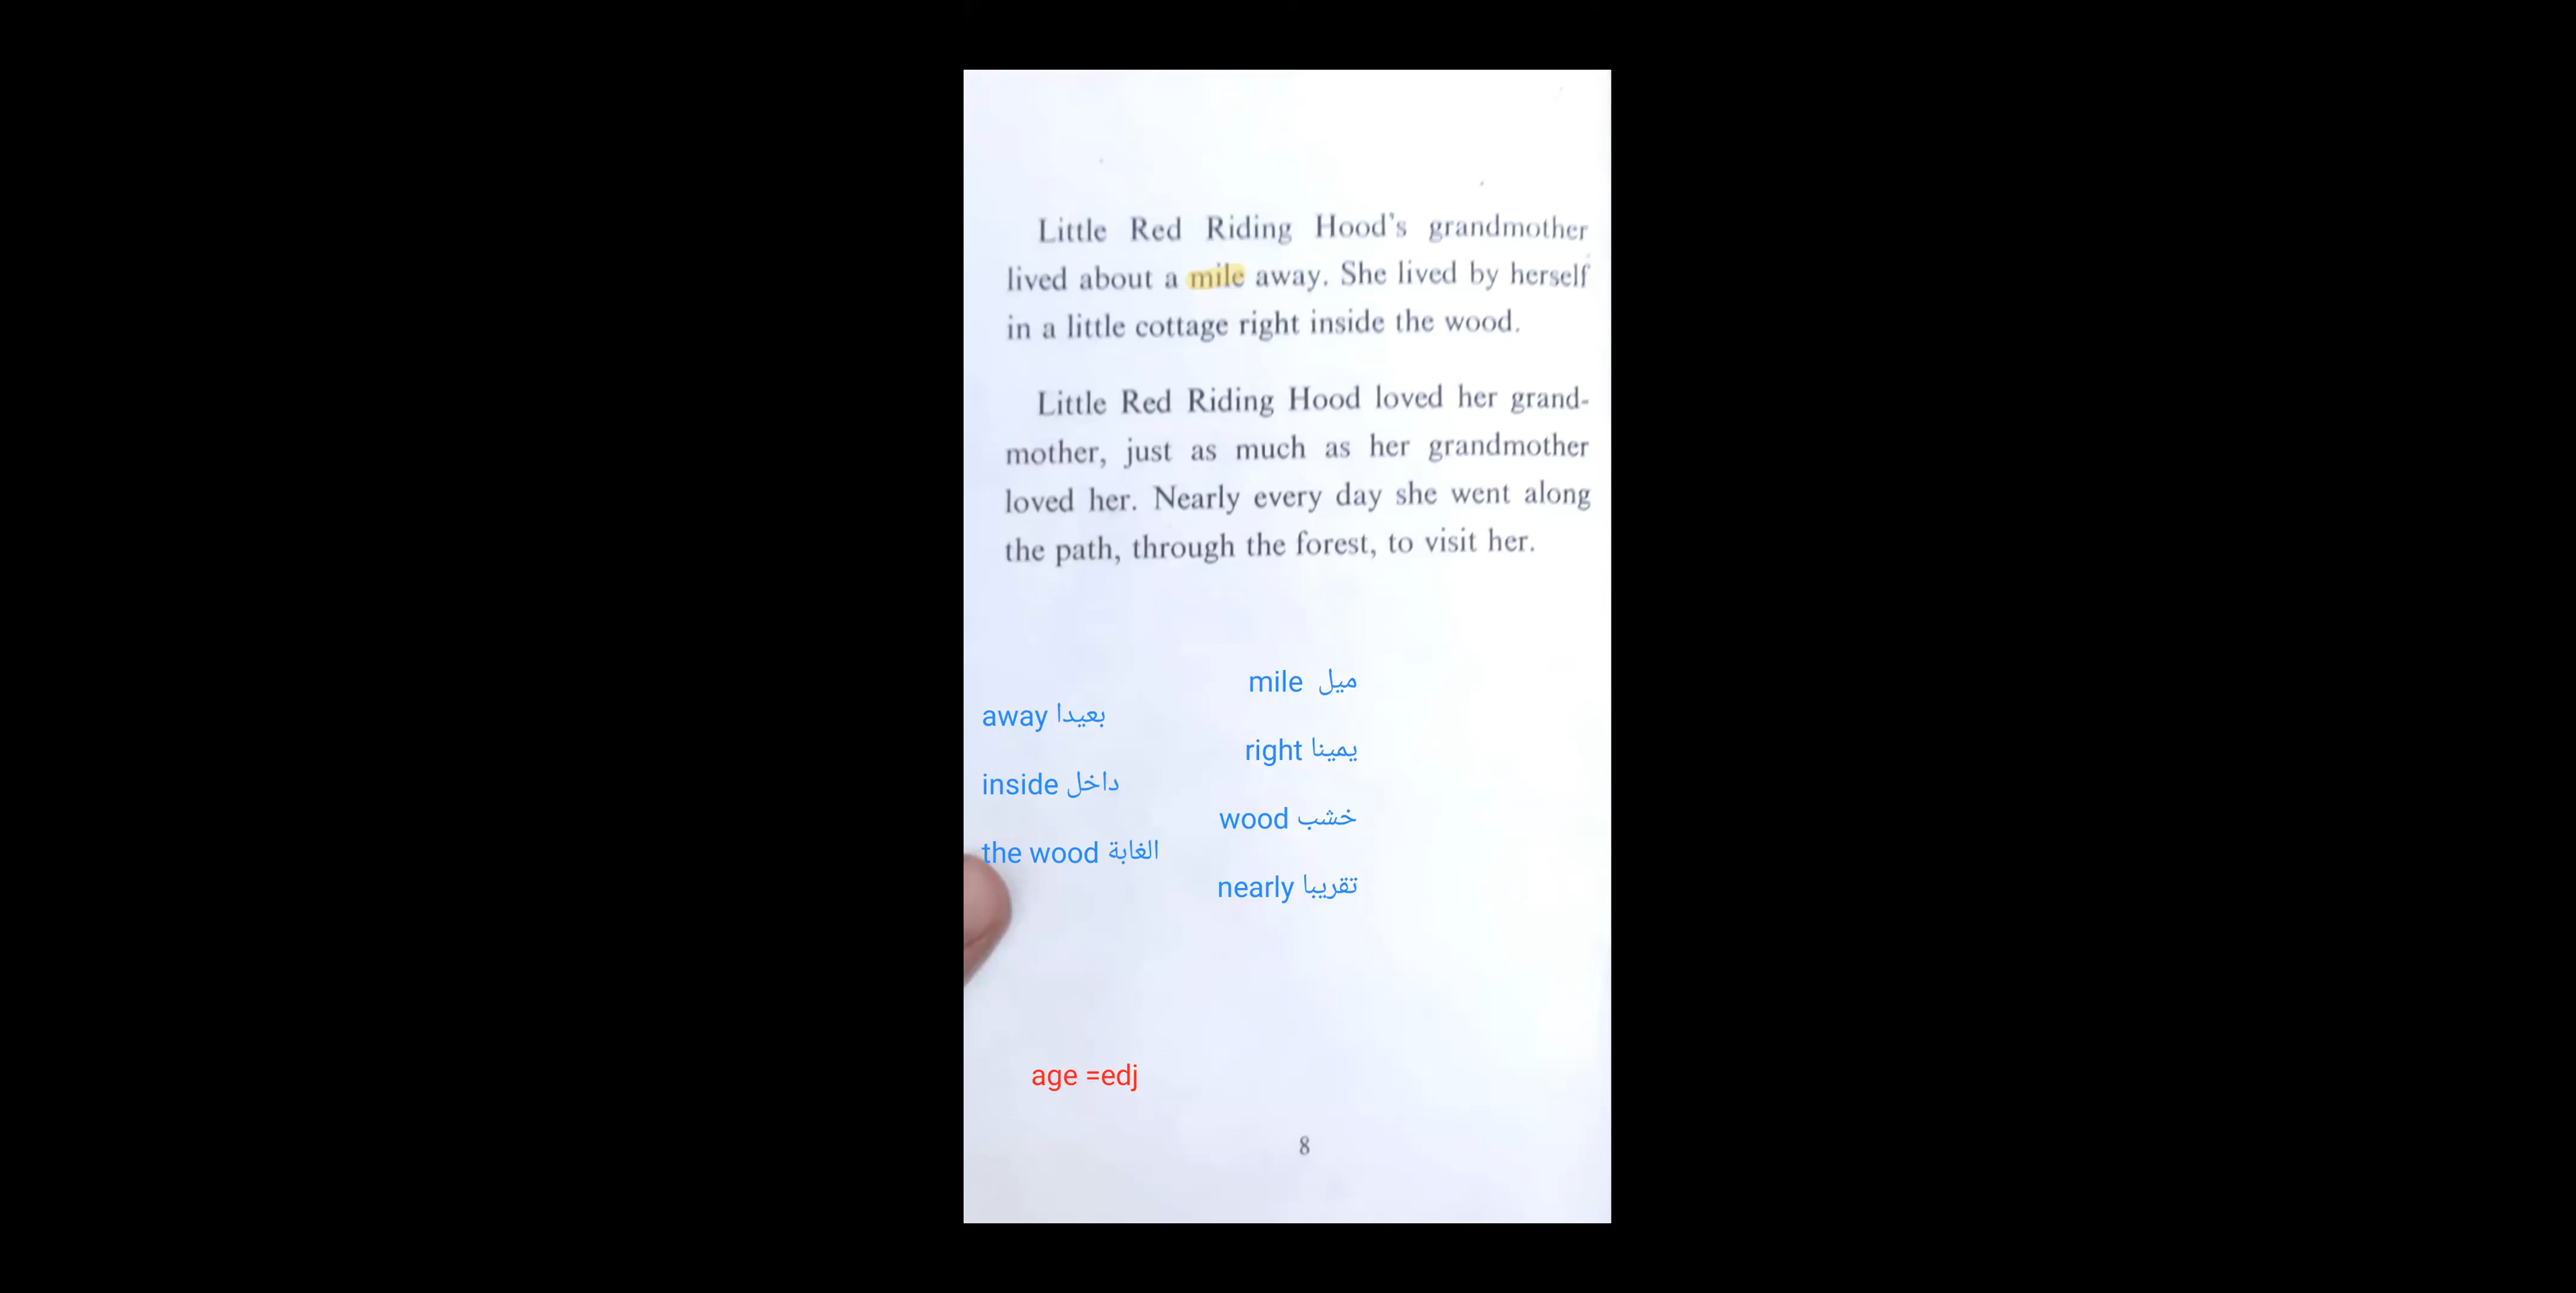 Little Red Riding Hood's grandmother
lived about a mile away. She lived by herself
in a little cottage right inside the wood.
Little Red Riding Hood loved her grand-
mother, just as much as her grandmother
loved her. Nearly every day she went along
the path, through the forest, to visit her.
mile ميل
away بعيدا
right يمينا
inside داخل
wood خشب
the wood الغابة
nearly تقريبا
age =edj
8